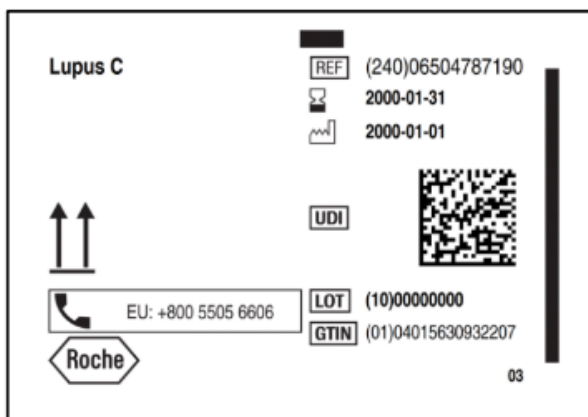 Lupus C
REF (240)06504787190
2000-01-31
2000-01-01
UDI
EU: +800 5505 6606
LOT (10)00000000
GTIN (01)04015630932207
Roche
03